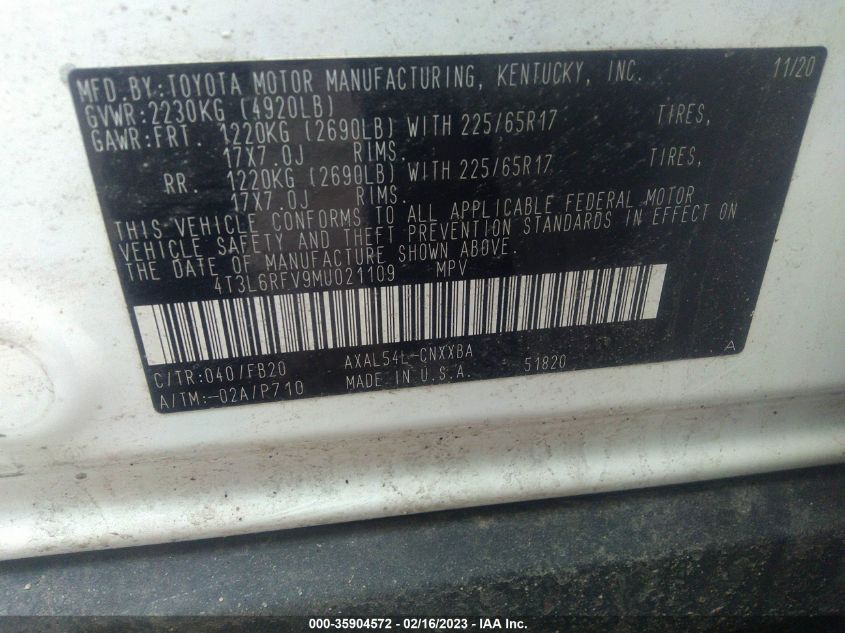 MFD.BY:TOYOTA MOTOR MANUFACTURING, KENTUCKY, INC. 11/20
GVWR:2230KG (4920LB)
GAWR:FRT. 1220KG (2690LB) WITH 225/65R17 TIRES,
17X7.0J RIMS.
RR. 1220KG (2690LB) WITH 225/65R17 TIRES,
17X7.0J RIMS.
THIS VEHICLE CONFORMS TO ALL APPLICABLE FEDERAL MOTOR
VEHICLE SAFETY AND THEFT PREVENTION STANDARDS IN EFFECT ON
THE DATE OF MANUFACTURE SHOWN ABOVE.
4T3L6RFV9MU021109 MPV
C/TR:040/FB20 AXAL54L-CNXXBA 51820 A
A/TM:-02A/P710 MADE IN U.S.A.
000-35904572 - 02/16/2023 - IAA Inc.